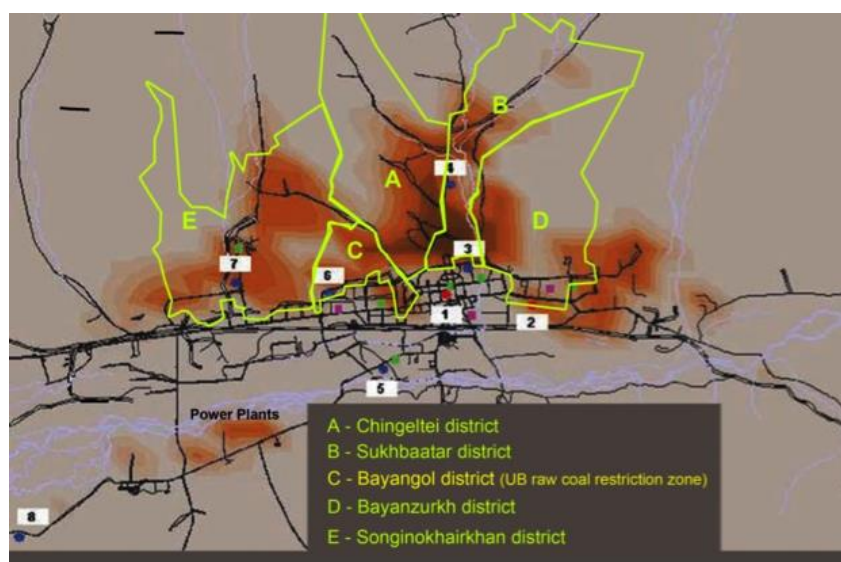 B
4
A
D
E
3
C
7
6
1
2
5
Power Plants
A - Chingeltei district
B - Sukhbaatar district
C - Bayangol district (UB raw coal restriction zone)
D - Bayanzurkh district
8
E - Songinokhairkhan district